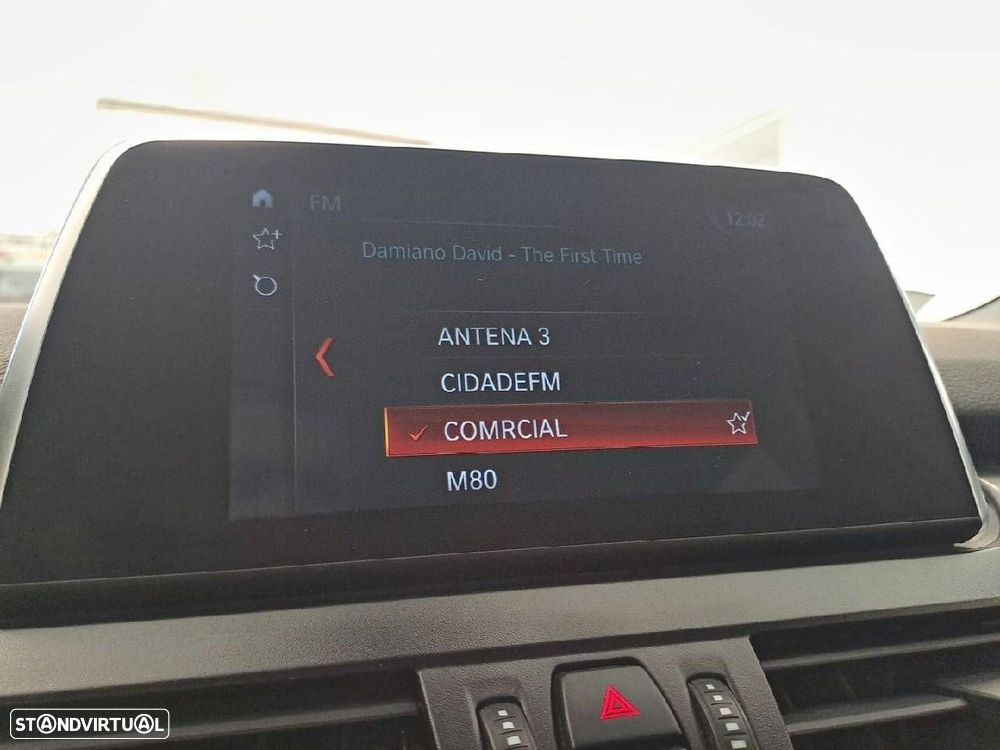 FM
12:02
Damiano David - The First Time
ANTENA 3
CIDADEFM
COMRCIAL
M80
STANDVIRTUAL